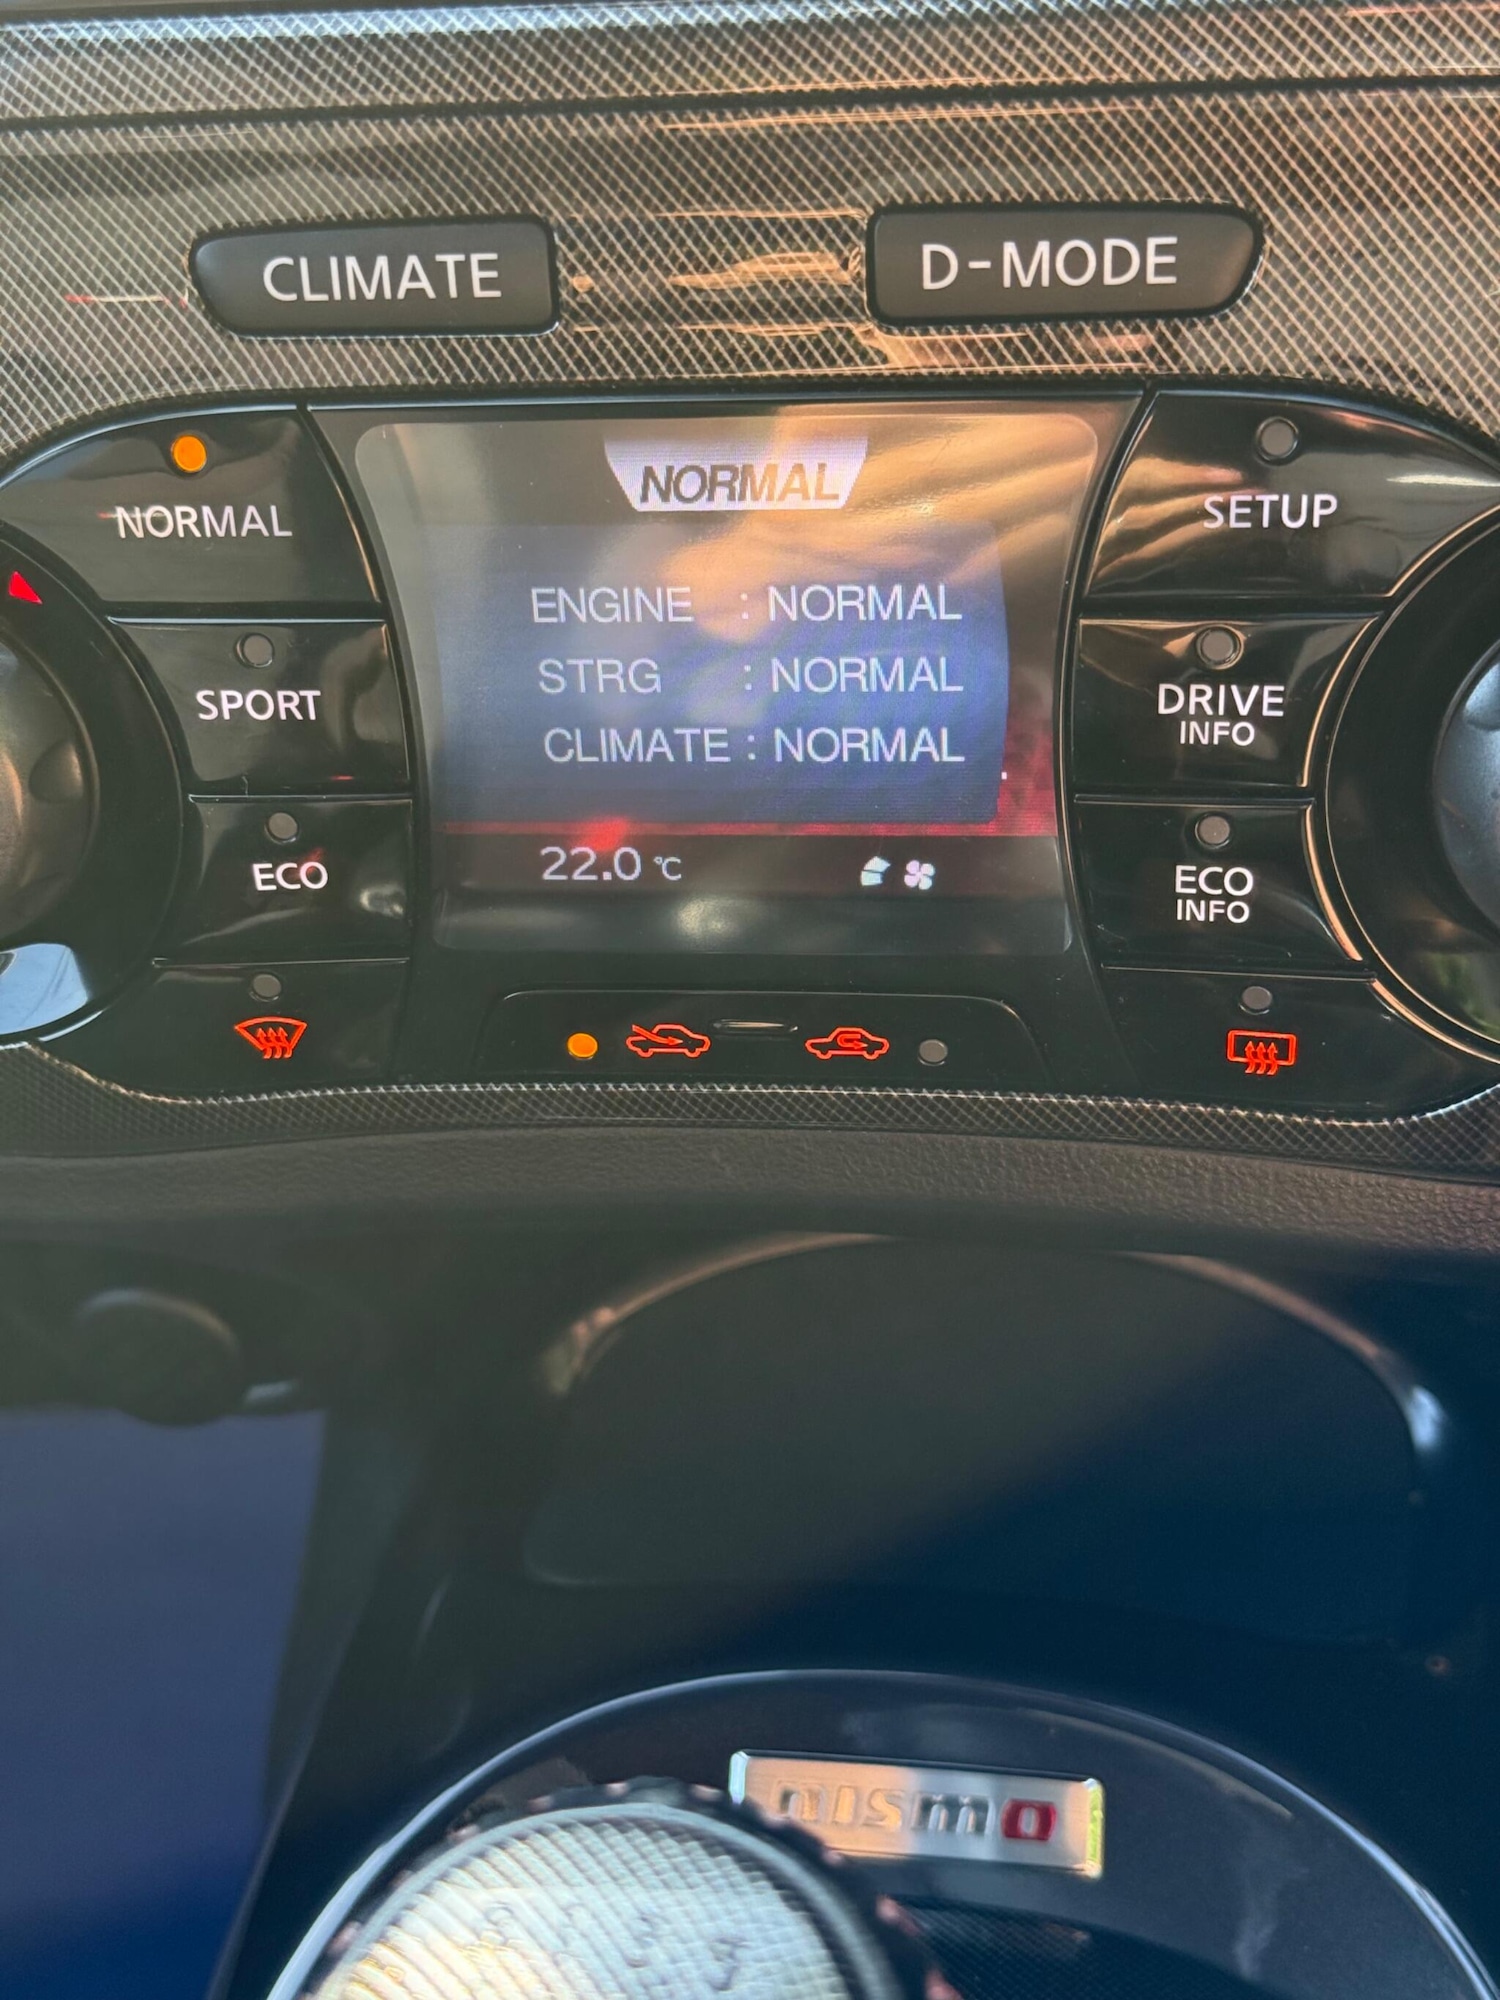 CLIMATE
D-MODE
NORMAL
SPORT
ECO
NORMAL
ENGINE : NORMAL
STRG : NORMAL
CLIMATE : NORMAL
22.0 °C
SETUP
DRIVE
INFO
ECO
INFO
nismo